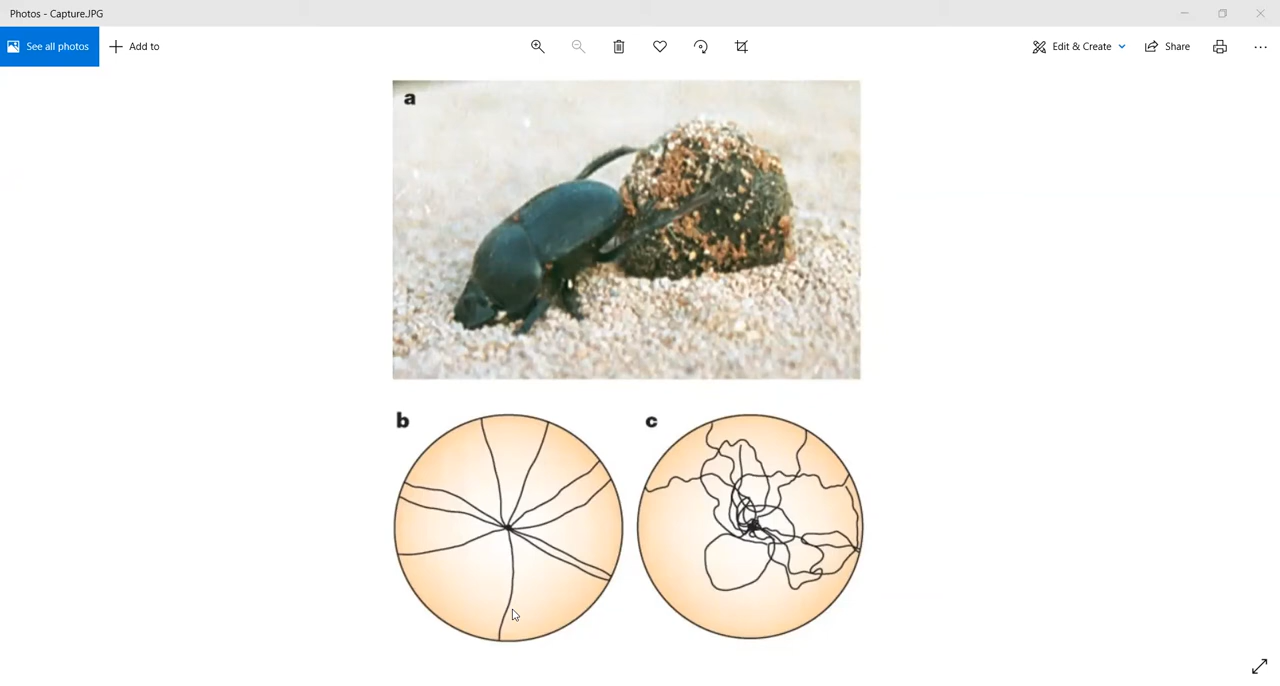 Photos - Capture.JPG
See all photos
Add to
Edit & Create
Share
a
b
c